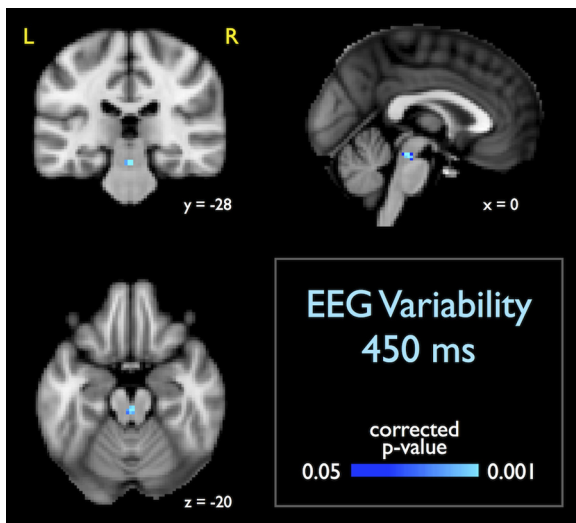 L
R
y = -28
x = 0
z = -20
EEG Variability
450 ms
corrected
p-value
0.05
0.001